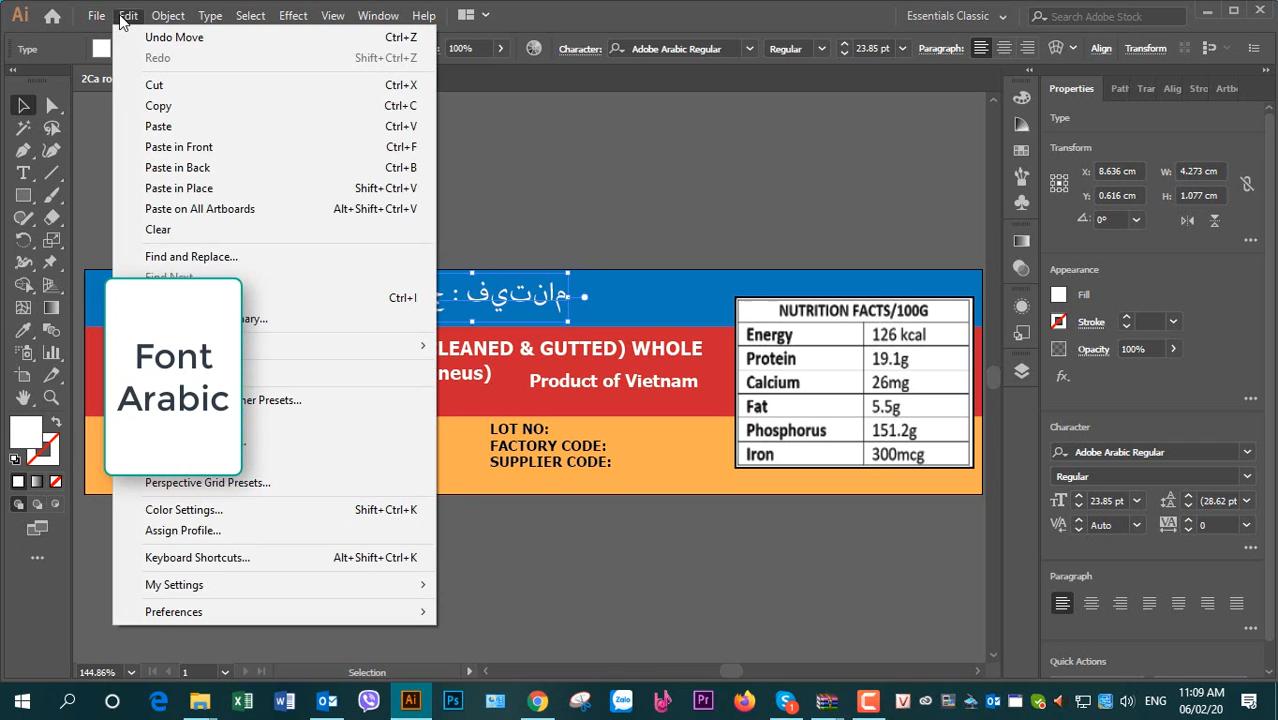 Ai File Edit Object Type Select Effect View Window Help Essentials Classic Search Adobe Stock
Type 100% Character: Adobe Arabic Regular Regular 23.85 pt Paragraph: Align Transform
2Ca ro
Undo Move Ctrl+Z
Redo Shift+Ctrl+Z
Cut Ctrl+X
Copy Ctrl+C
Paste Ctrl+V
Paste in Front Ctrl+F
Paste in Back Ctrl+B
Paste in Place Shift+Ctrl+V
Paste on All Artboards Alt+Shift+Ctrl+V
Clear
Find and Replace...
Find Next
Ctrl+I
ary...
er Presets...
Perspective Grid Presets...
Color Settings... Shift+Ctrl+K
Assign Profile...
Keyboard Shortcuts... Alt+Shift+Ctrl+K
My Settings
Preferences
Font
Arabic
مانتيف :
LEANED & GUTTED) WHOLE
neus) Product of Vietnam
LOT NO:
FACTORY CODE:
SUPPLIER CODE:
NUTRITION FACTS/100G
Energy 126 kcal
Protein 19.1g
Calcium 26mg
Fat 5.5g
Phosphorus 151.2g
Iron 300mcg
Properties Path Trar Alig Stro Artb
Type
Transform
X: 8.636 cm W: 4.273 cm
Y: 0.616 cm H: 1.077 cm
0°
Appearance
Fill
Stroke
Opacity 100%
fx.
Character
Adobe Arabic Regular
Regular
23.85 pt (28.62 pt
Auto 0
Paragraph
Quick Actions
144.86% 1 Selection
ENG 11:09 AM
06/02/20